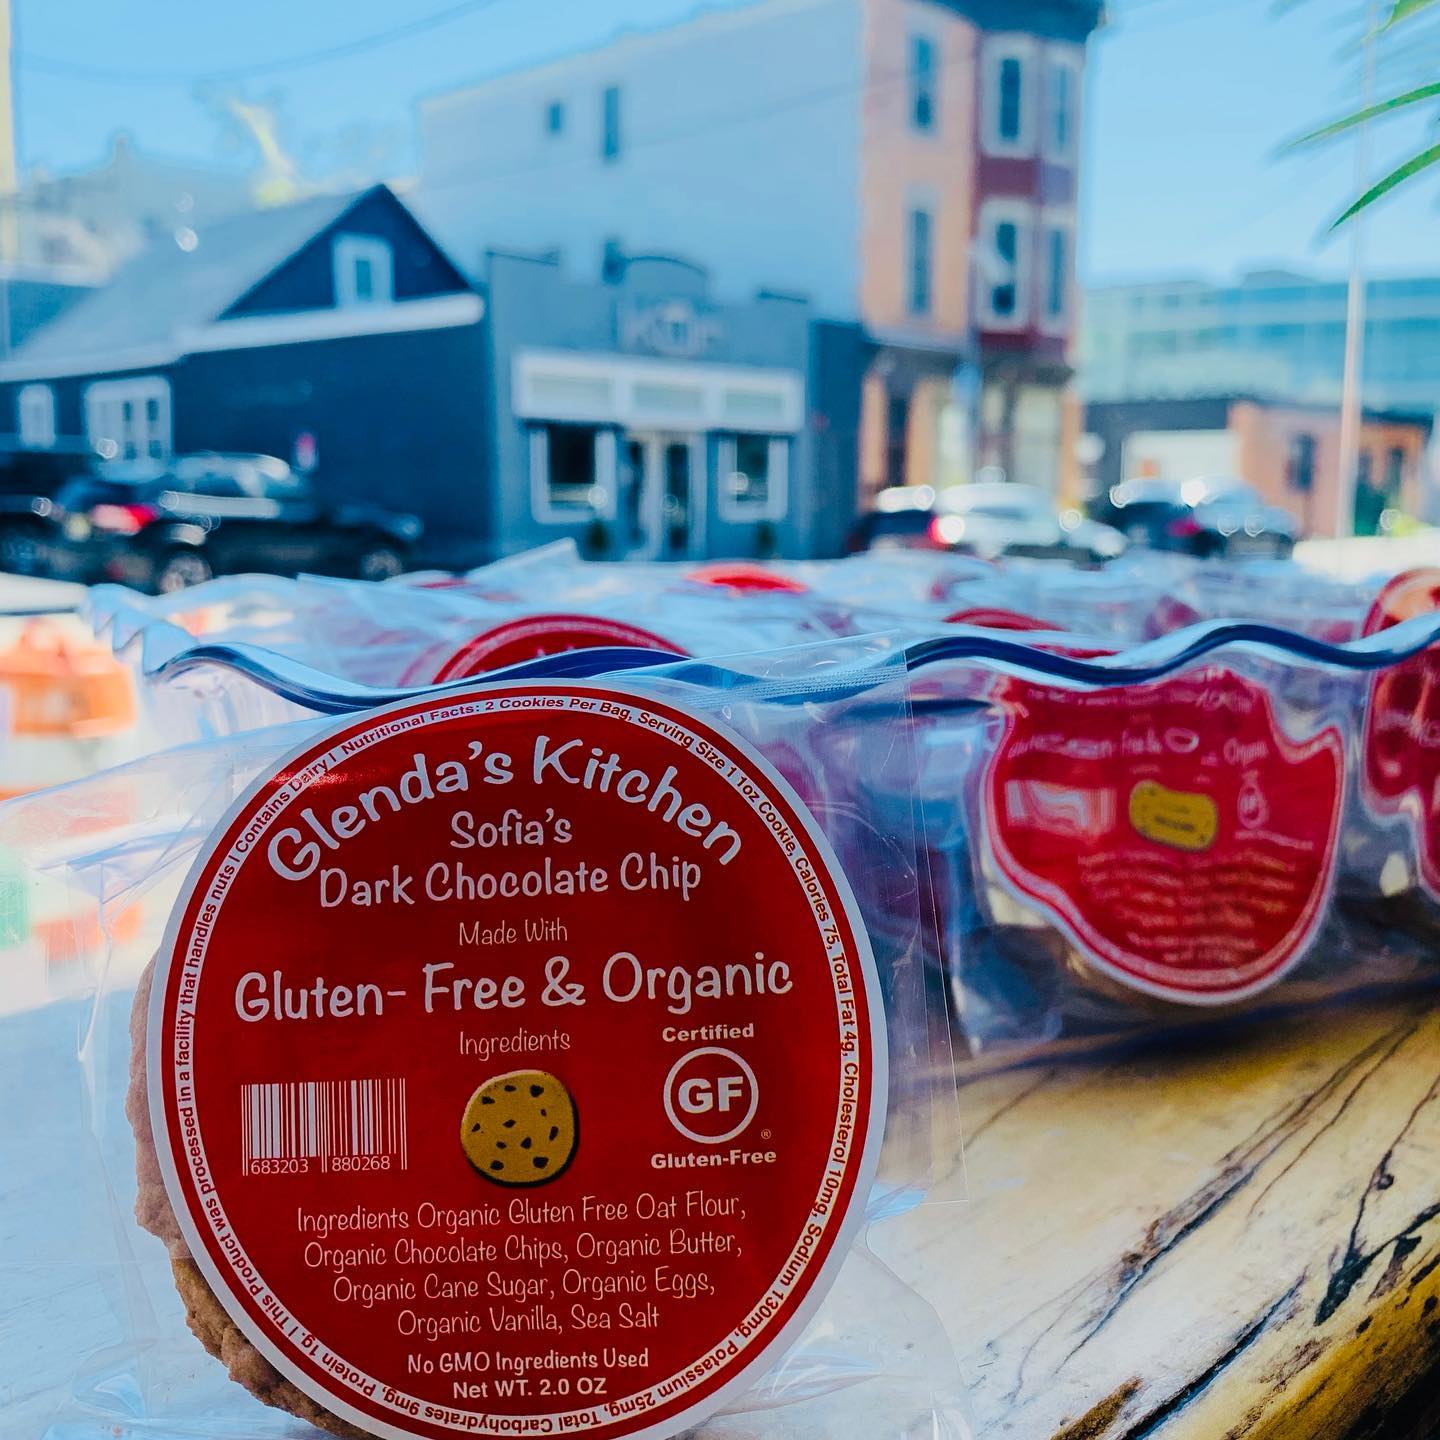 Glenda's Kitchen
Sofia's
Dark Chocolate Chip
Made With
Gluten- Free & Organic
Ingredients
Certified
GF
®
Gluten-Free
683203 880268
Ingredients Organic Gluten Free Oat Flour,
Organic Chocolate Chips, Organic Butter,
Organic Cane Sugar, Organic Eggs,
Organic Vanilla, Sea Salt
No GMO Ingredients Used
Net WT. 2.0 OZ
Nutritional Facts: 2 Cookies Per Bag, Serving Size 1 1oz Cookie, Calories 75, Total Fat 4g, Cholesterol 10mg, Sodium 130mg, Potassium 25mg, Total Carbohydrates 9mg, Protein 1g. | This Product was processed in a facility that handles nuts | Contains Dairy |
Organic